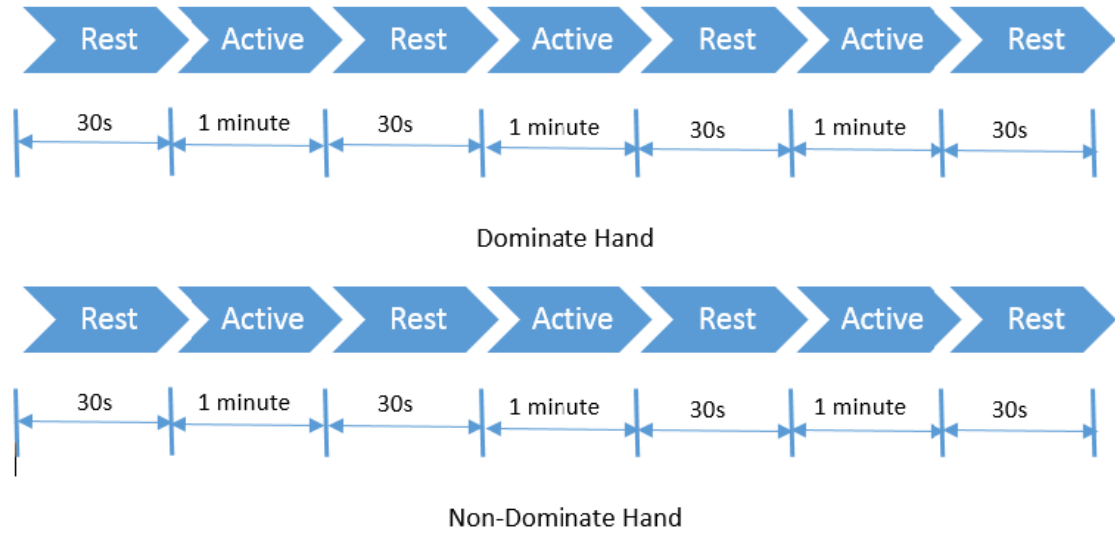 Rest Active Rest Active Rest Active Rest
30s 1 minute 30s 1 minute 30s 1 minute 30s
Dominate Hand
Rest Active Rest Active Rest Active Rest
30s 1 minute 30s 1 minute 30s 1 minute 30s
Non-Dominate Hand